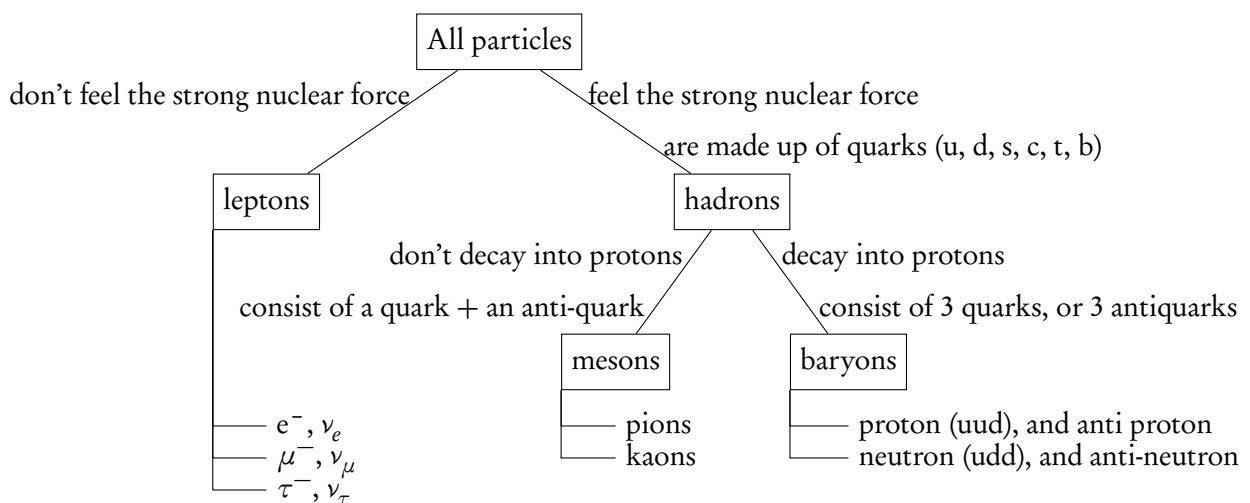 All particles
don't feel the strong nuclear force
feel the strong nuclear force
are made up of quarks (u, d, s, c, t, b)
leptons
hadrons
don't decay into protons
decay into protons
consist of a quark + an anti-quark
consist of 3 quarks, or 3 antiquarks
mesons
baryons
e⁻, νₑ
pions
proton (uud), and anti proton
μ⁻, ν_μ
kaons
neutron (udd), and anti-neutron
τ⁻, ν_τ